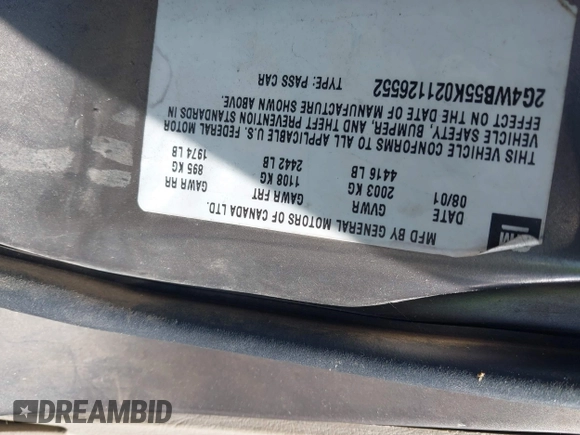 GM
MFD BY GENERAL MOTORS OF CANADA LTD.
DATE GVWR GAWR FRT GAWR RR
08/01 2003 KG 1108 KG 895 KG
4416 LB 2442 LB 1974 LB
THIS VEHICLE CONFORMS TO ALL APPLICABLE U.S. FEDERAL MOTOR
VEHICLE SAFETY, BUMPER, AND THEFT PREVENTION STANDARDS IN
EFFECT ON THE DATE OF MANUFACTURE SHOWN ABOVE.
2G4WB55K021126552 TYPE: PASS CAR
DREAMBID